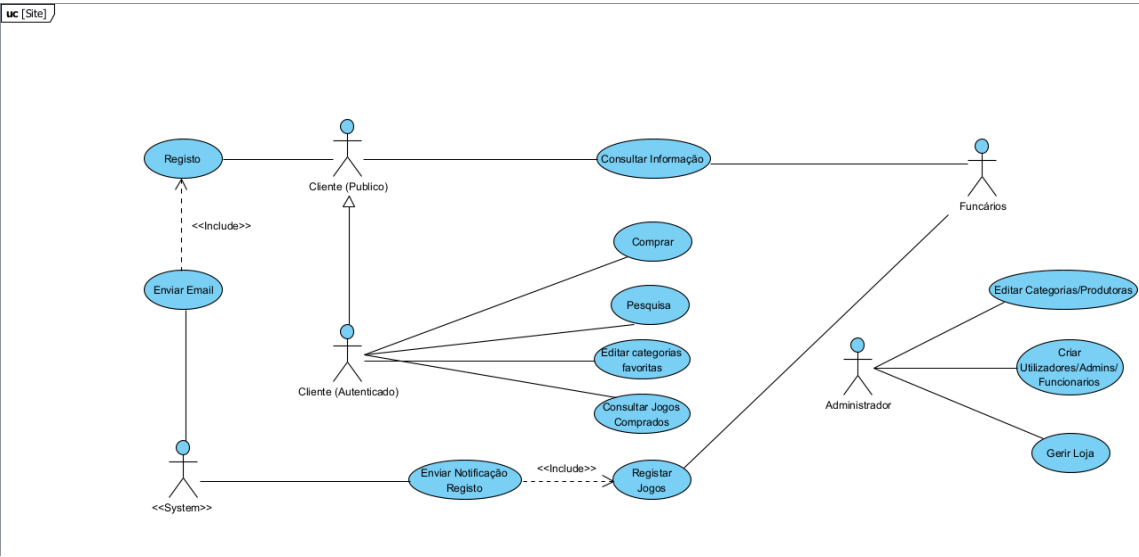 uc [Site]
Registo
Cliente (Publico)
Consultar Informação
Funcários
<<Include>>
Comprar
Enviar Email
Pesquisa
Editar Categorias/Produtoras
Editar categorias
favoritas
Criar
Utilizadores/Admins/
Funcionarios
Cliente (Autenticado)
Consultar Jogos
Comprados
Administrador
Gerir Loja
Enviar Notificação
Registo
<<Include>>
Registar
Jogos
<<System>>